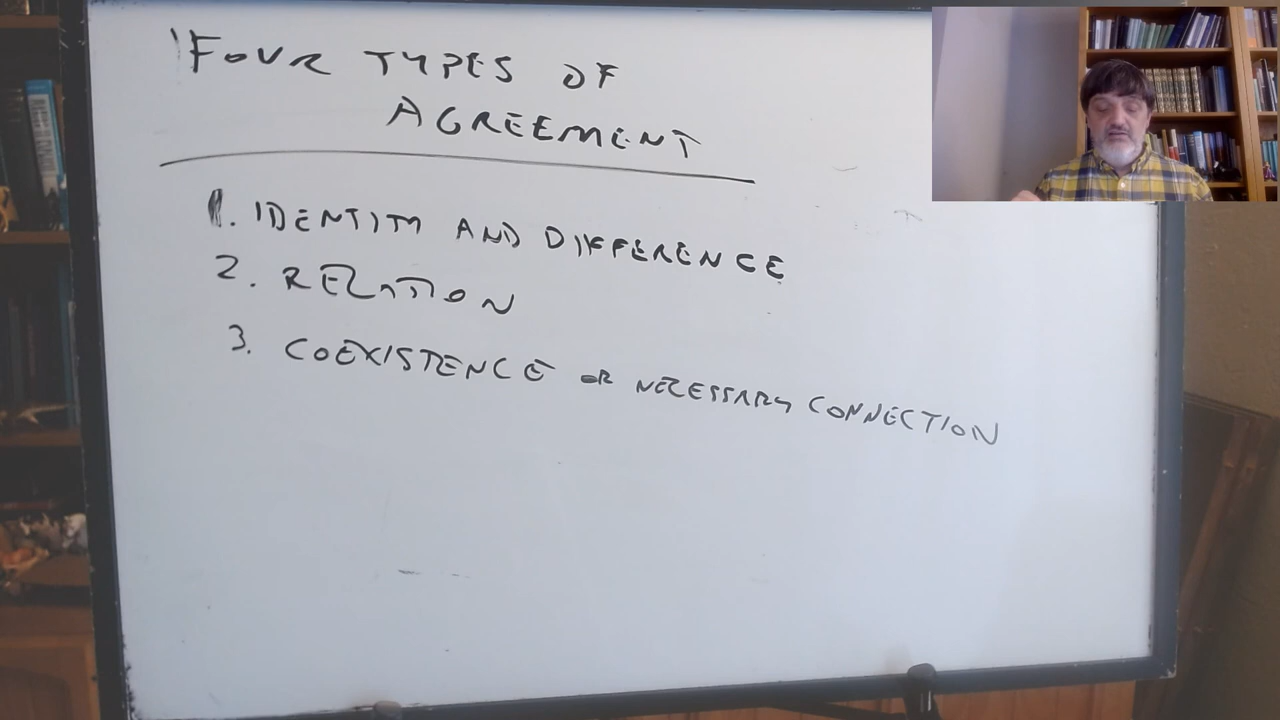 FOUR TYPES OF
AGREEMENT
1. IDENTITY AND DIFFERENCE
2. RELATION
3. COEXISTENCE OR NECESSARY CONNECTION